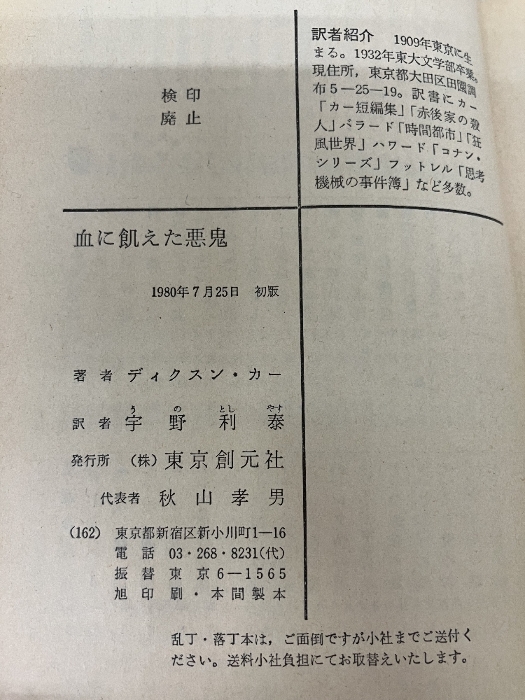 検印
廃止
訳者紹介 1909年東京に生
まる。1932年東大文学部卒業。
現住所，東京都大田区田園調
布5－25－19。訳書にカー
「カー短編集」「赤後家の殺
人」バラード「時間都市」「狂
風世界」ハワード「コナン・
シリーズ」フットレル「思考
機械の事件簿」など多数。
血に飢えた悪鬼
1980年7月25日 初版
著者 ディクスン・カー
う の とし やす
訳者 宇野利泰
発行所 (株) 東京創元社
代表者 秋山孝男
(162) 東京都新宿区新小川町1―16
電話 03・268・8231(代)
振替 東京6―1565
旭印刷・本間製本
乱丁・落丁本は，ご面倒ですが小社までご送付く
ださい。送料小社負担にてお取替えいたします。